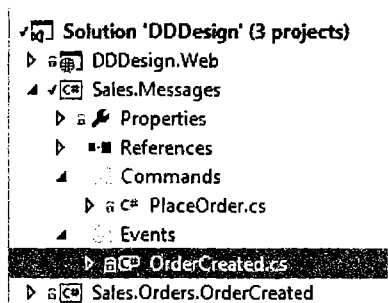 Solution 'DDDesign' (3 projects)
DDDesign.Web
C# Sales.Messages
Properties
References
Commands
C# PlaceOrder.cs
Events
C# OrderCreated.cs
C# Sales.Orders.OrderCreated